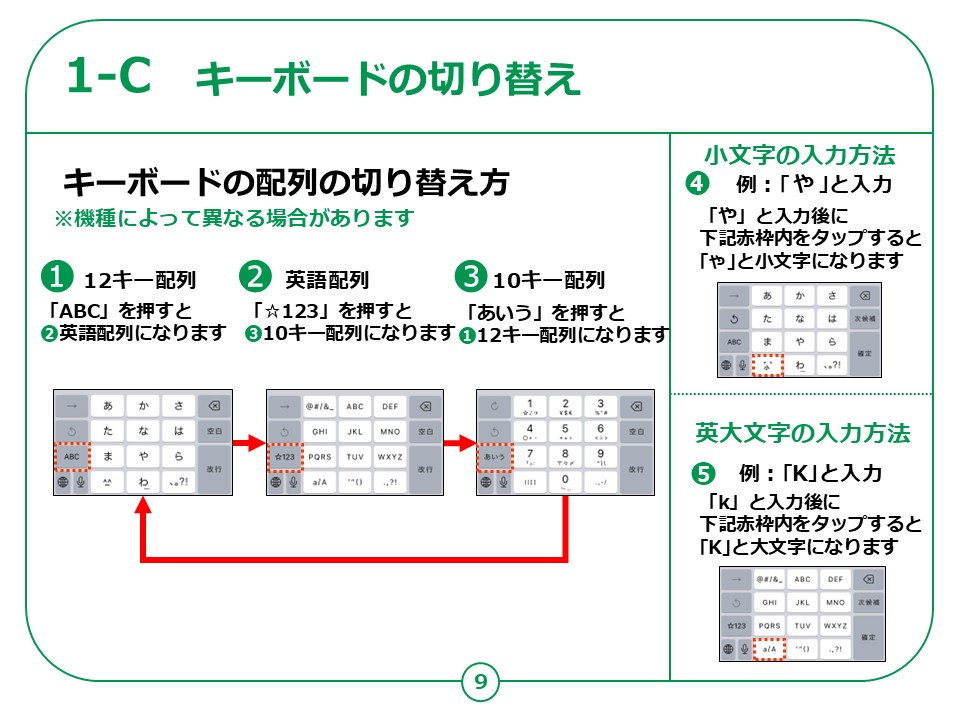 1-C キーボードの切り替え
キーボードの配列の切り替え方
※機種によって異なる場合があります
❶ 12キー配列
「ABC」を押すと
❷英語配列になります
❷ 英語配列
「☆123」を押すと
❸10キー配列になります
❸ 10キー配列
「あいう」を押すと
❶12キー配列になります
→ あ か さ
た な は 空白
ABC ま や ら 改行
^^ わ_ 、。?!
→ @#/&_ ABC DEF
GHI JKL MNO 空白
☆123 PQRS TUV WXYZ 改行
a/A '"() .,?!
1 2 3
☆♪→ ¥$€ %°#
4 5 6 空白
○*・ +×÷ <=>
あいう 7 8 9 改行
「」: 〒々〆 ^|\
()[] 0 .,-/
小文字の入力方法
❹ 例：「や」と入力
「や」と入力後に
下記赤枠内をタップすると
「ゃ」と小文字になります
→ あ か さ
た な は 次候補
ABC ま や ら 確定
小 わ_ 、。?!
英大文字の入力方法
❺ 例：「K」と入力
「k」と入力後に
下記赤枠内をタップすると
「K」と大文字になります
→ @#/&_ ABC DEF
GHI JKL MNO 次候補
☆123 PQRS TUV WXYZ 確定
a/A '"() .,?!
9